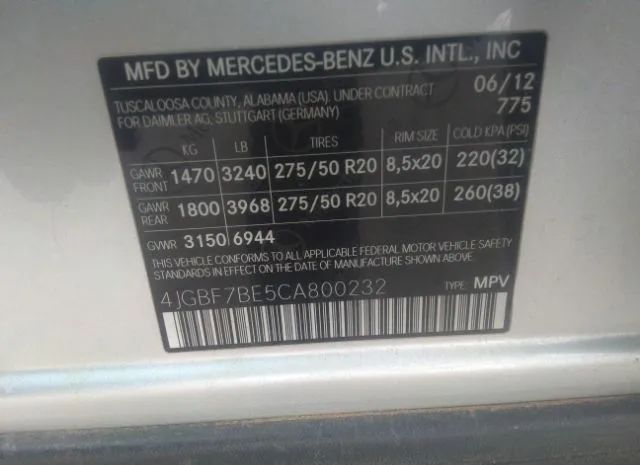 MFD BY MERCEDES-BENZ U.S. INTL., INC
TUSCALOOSA COUNTY, ALABAMA (USA). UNDER CONTRACT 06/12
FOR DAIMLER AG, STUTTGART (GERMANY) 775
KG LB TIRES RIM SIZE COLD KPA (PSI)
GAWR FRONT 1470 3240 275/50 R20 8,5x20 220(32)
GAWR REAR 1800 3968 275/50 R20 8,5x20 260(38)
GVWR 3150 6944
THIS VEHICLE CONFORMS TO ALL APPLICABLE FEDERAL MOTOR VEHICLE SAFETY
STANDARDS IN EFFECT ON THE DATE OF MANUFACTURE SHOWN ABOVE.
4JGBF7BE5CA800232 TYPE: MPV